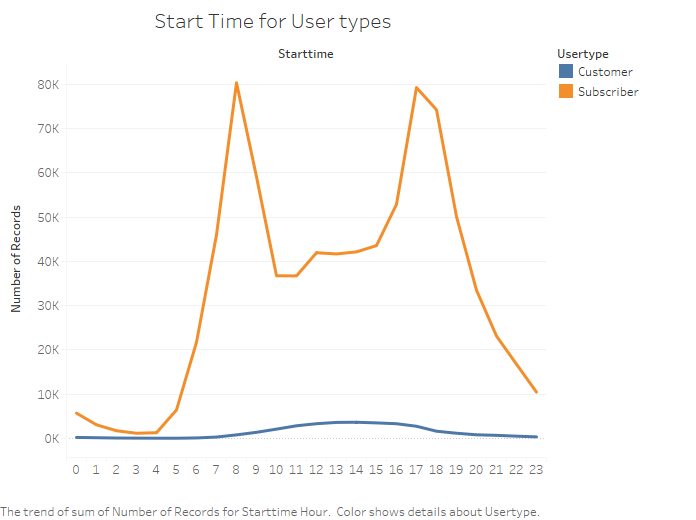 Start Time for User types
Starttime
Usertype
Customer
Subscriber
80K
70K
60K
50K
40K
30K
20K
10K
0K
Number of Records
0 1 2 3 4 5 6 7 8 9 10 11 12 13 14 15 16 17 18 19 20 21 22 23
The trend of sum of Number of Records for Starttime Hour. Color shows details about Usertype.